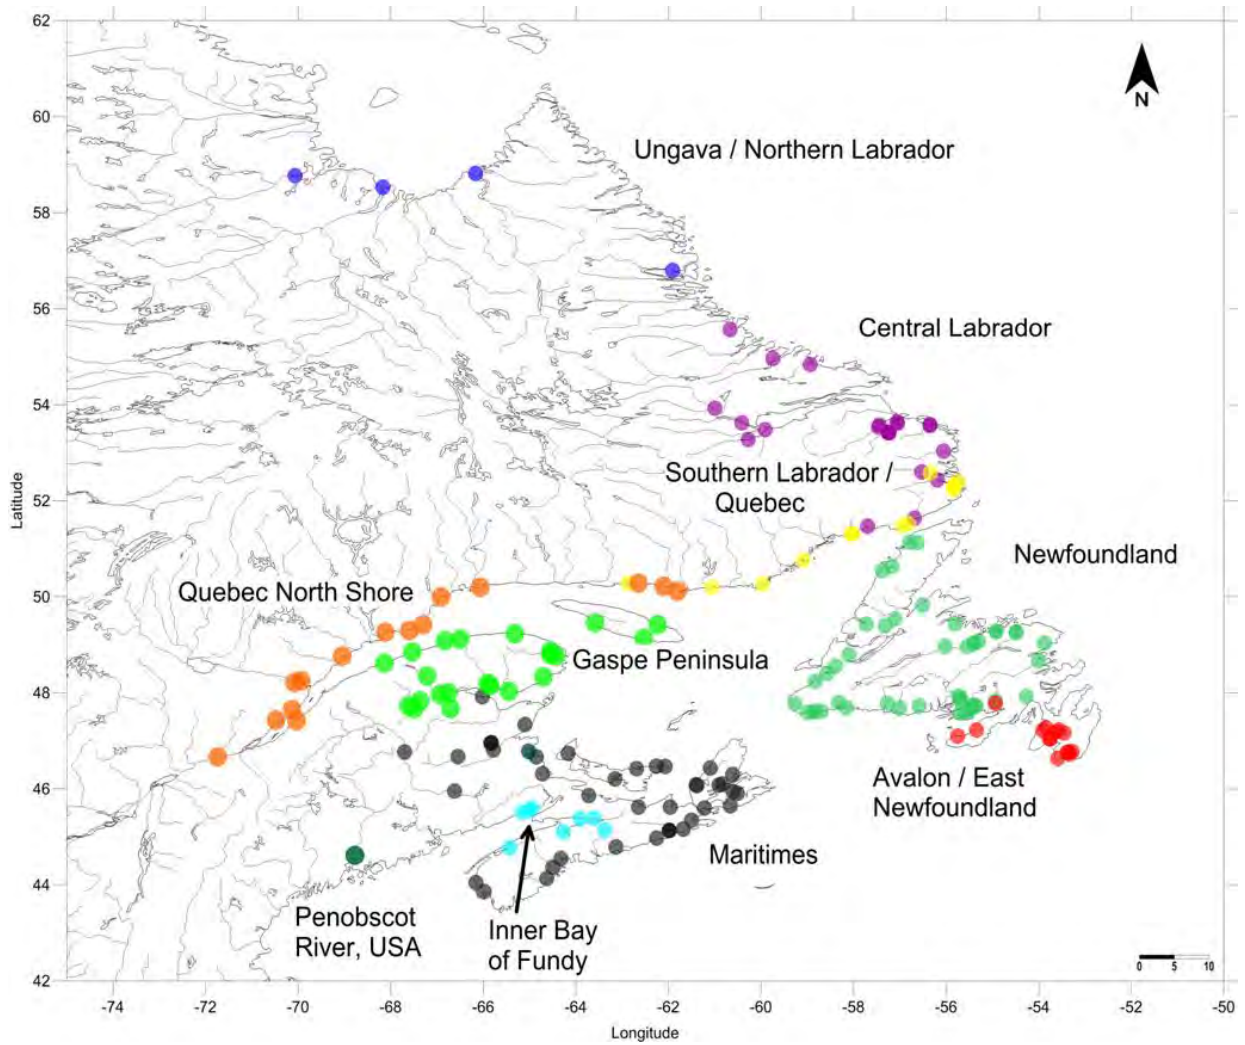 62
60
58
56
54
52
50
48
46
44
42
Latitude
N
Ungava / Northern Labrador
Central Labrador
Southern Labrador /
Quebec
Newfoundland
Quebec North Shore
Gaspe Peninsula
Avalon / East
Newfoundland
Maritimes
Penobscot
River, USA
Inner Bay
of Fundy
0 5 10
-74 -72 -70 -68 -66 -64 -62 -60 -58 -56 -54 -52 -50
Longitude